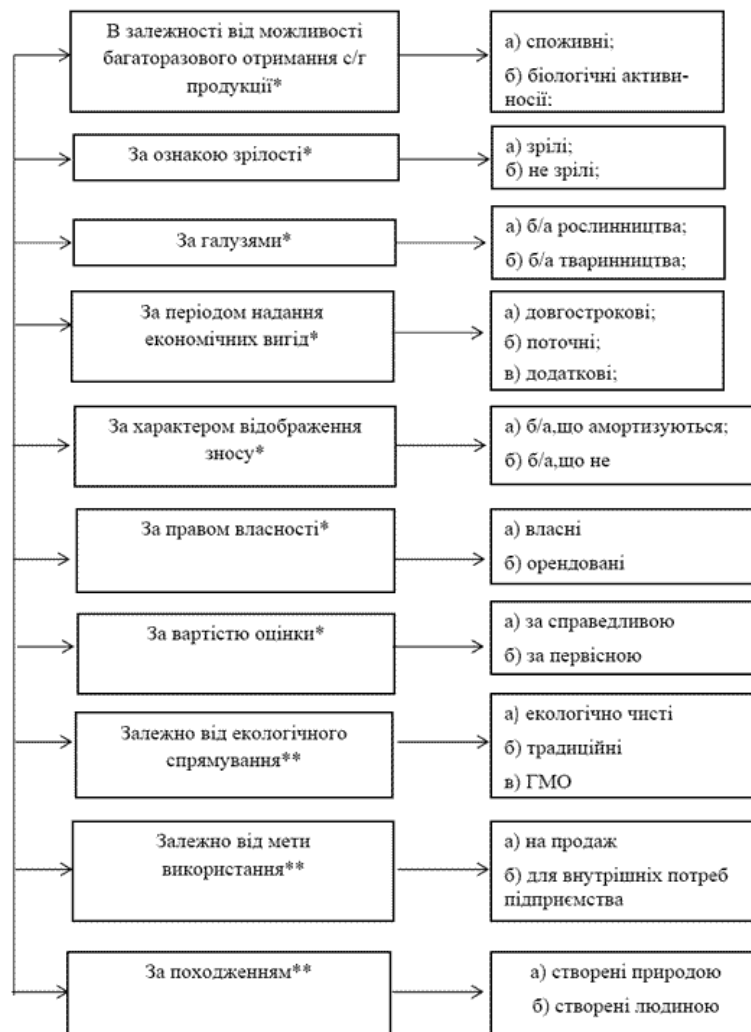 В залежності від можливості
багаторазового отримання с/г
продукції*
а) споживні;
б) біологічні активи-
носії;
За ознакою зрілості*
а) зрілі;
б) не зрілі;
За галузями*
а) б/а рослинництва;
б) б/а тваринництва;
За періодом надання
економічних вигід*
а) довгострокові;
б) поточні;
в) додаткові;
За характером відображення
зносу*
а) б/а,що амортизуються;
б) б/а,що не
За правом власності*
а) власні
б) орендовані
За вартістю оцінки*
а) за справедливою
б) за первісною
Залежно від екологічного
спрямування**
а) екологічно чисті
б) традиційні
в) ГМО
Залежно від мети
використання**
а) на продаж
б) для внутрішніх потреб
підприємства
За походженням**
а) створені природою
б) створені людиною